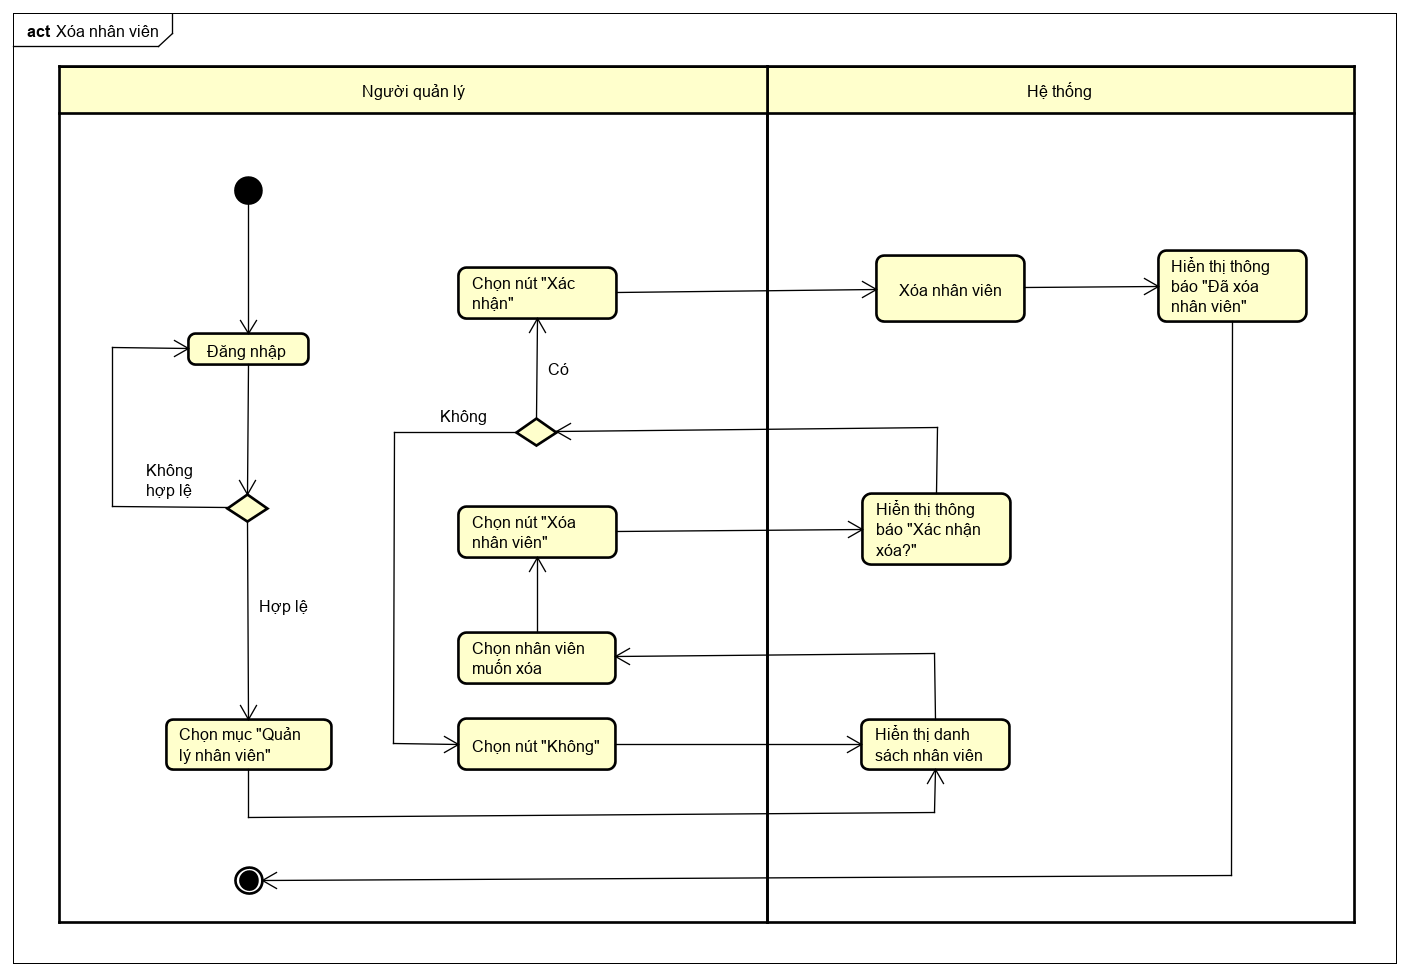 act Xóa nhân viên
Người quản lý
Hệ thống
Chọn nút "Xác
nhận"
Xóa nhân viên
Hiển thị thông
báo "Đã xóa
nhân viên"
Đăng nhập
Có
Không
Không
hợp lệ
Chọn nút "Xóa
nhân viên"
Hiển thị thông
báo "Xác nhận
xóa?"
Hợp lệ
Chọn nhân viên
muốn xóa
Chọn mục "Quản
lý nhân viên"
Chọn nút "Không"
Hiển thị danh
sách nhân viên